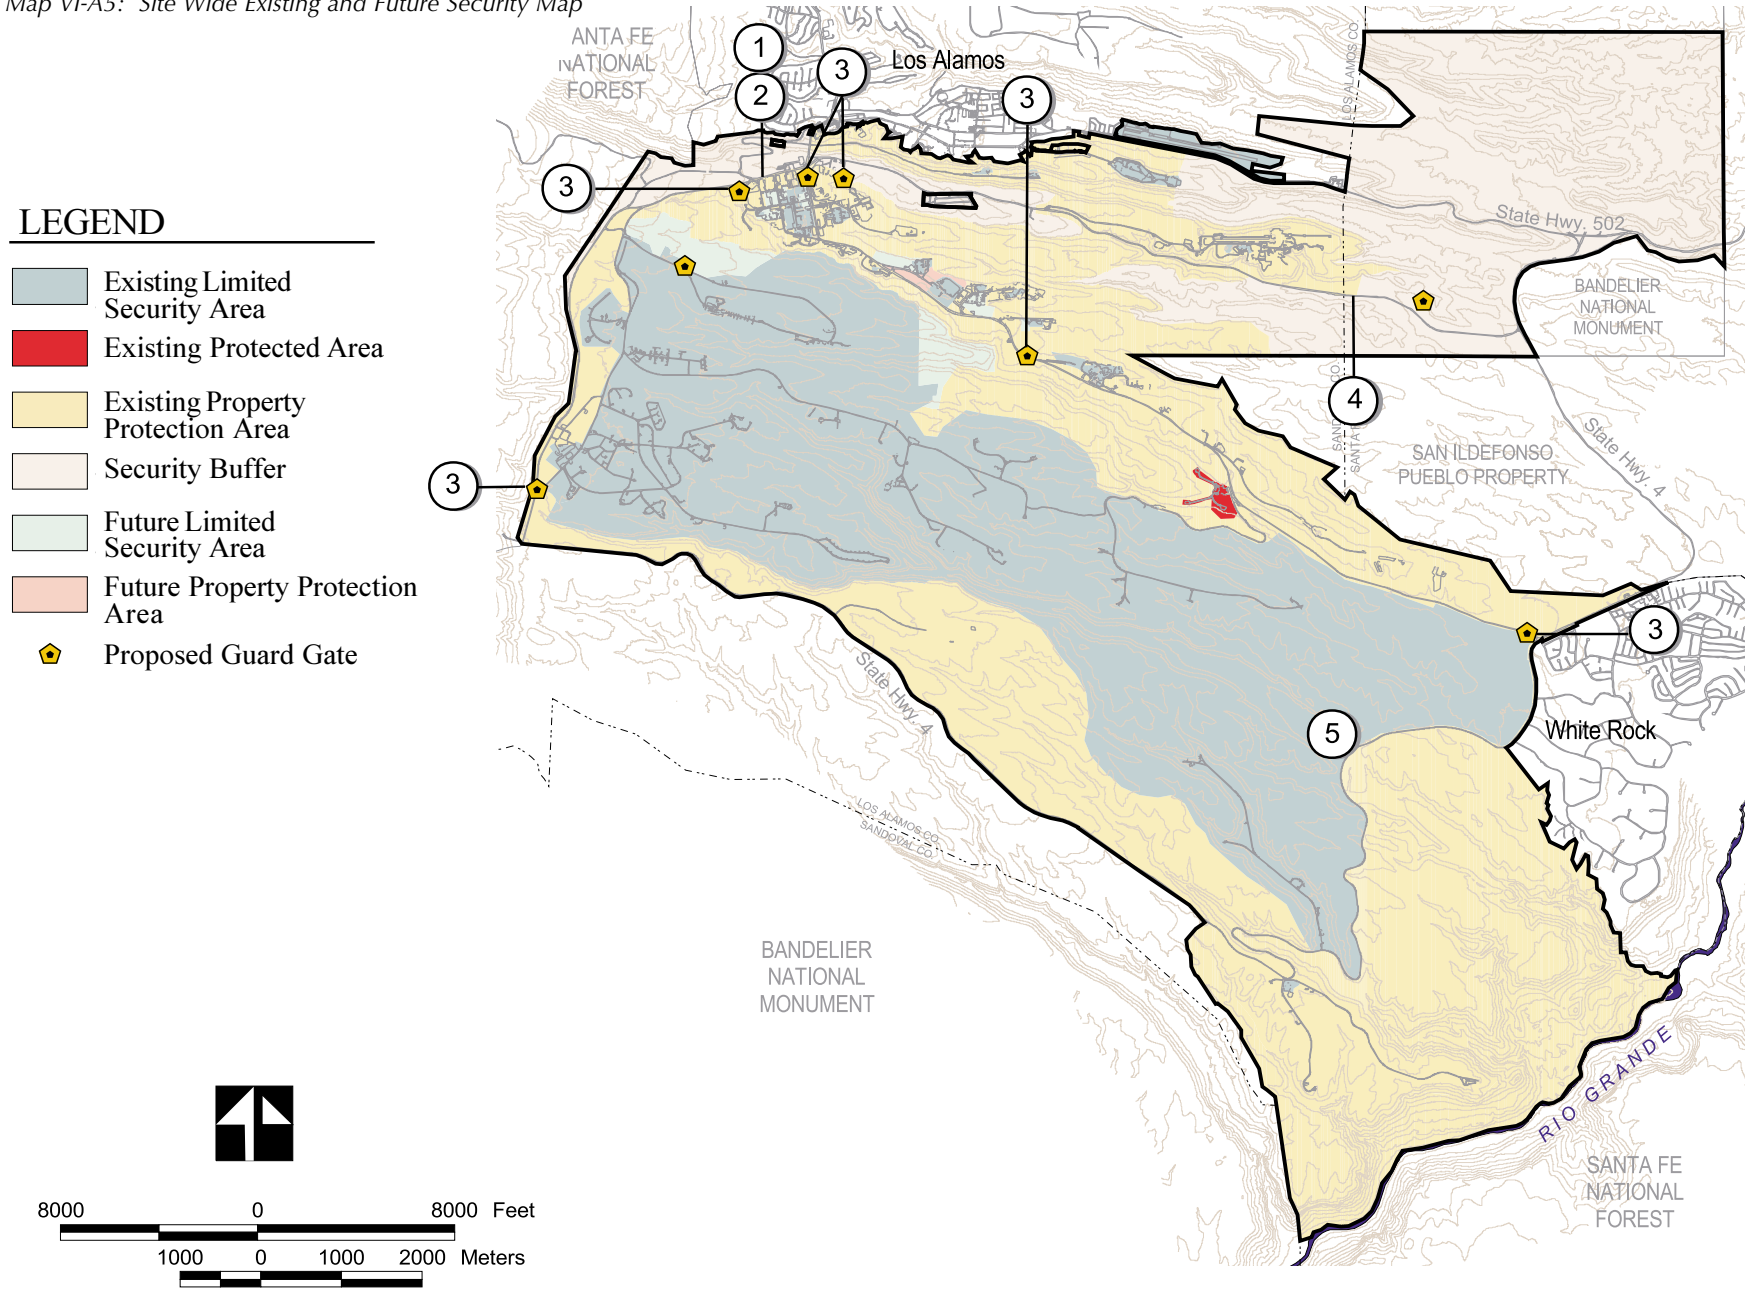 Map VI-A5: Site Wide Existing and Future Security Map
ANTA FE
NATIONAL
FOREST
1
2
3
Los Alamos
3
LOS ALAMOS CO.
3
LEGEND
Existing Limited
Security Area
Existing Protected Area
Existing Property
Protection Area
Security Buffer
Future Limited
Security Area
Future Property Protection
Area
Proposed Guard Gate
State Hwy. 502
BANDELIER
NATIONAL
MONUMENT
4
SAN ILDEFONSO
PUEBLO PROPERTY
State Hwy. 4
3
3
White Rock
5
State Hwy. 4
LOS ALAMOS CO.
SANDOVAL CO.
BANDELIER
NATIONAL
MONUMENT
RIO GRANDE
SANTA FE
NATIONAL
FOREST
8000 0 8000 Feet
1000 0 1000 2000 Meters